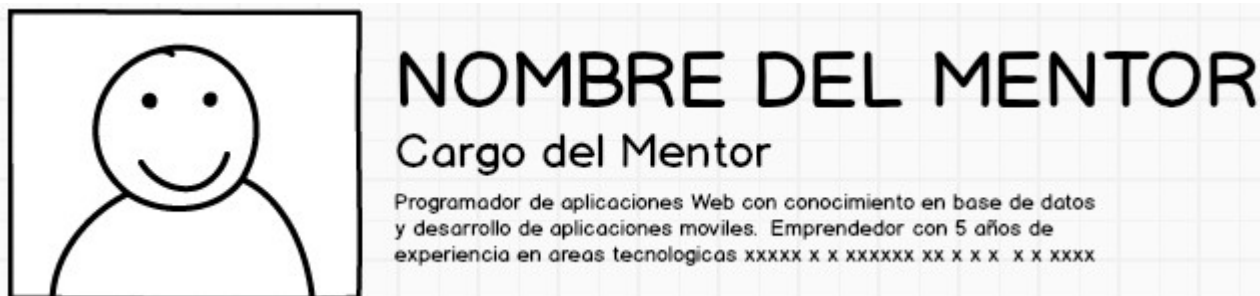 NOMBRE DEL MENTOR
Cargo del Mentor
Programador de aplicaciones Web con conocimiento en base de datos
y desarrollo de aplicaciones moviles. Emprendedor con 5 años de
experiencia en areas tecnologicas xxxxx x x xxxxxx xx x x x x x xxxx